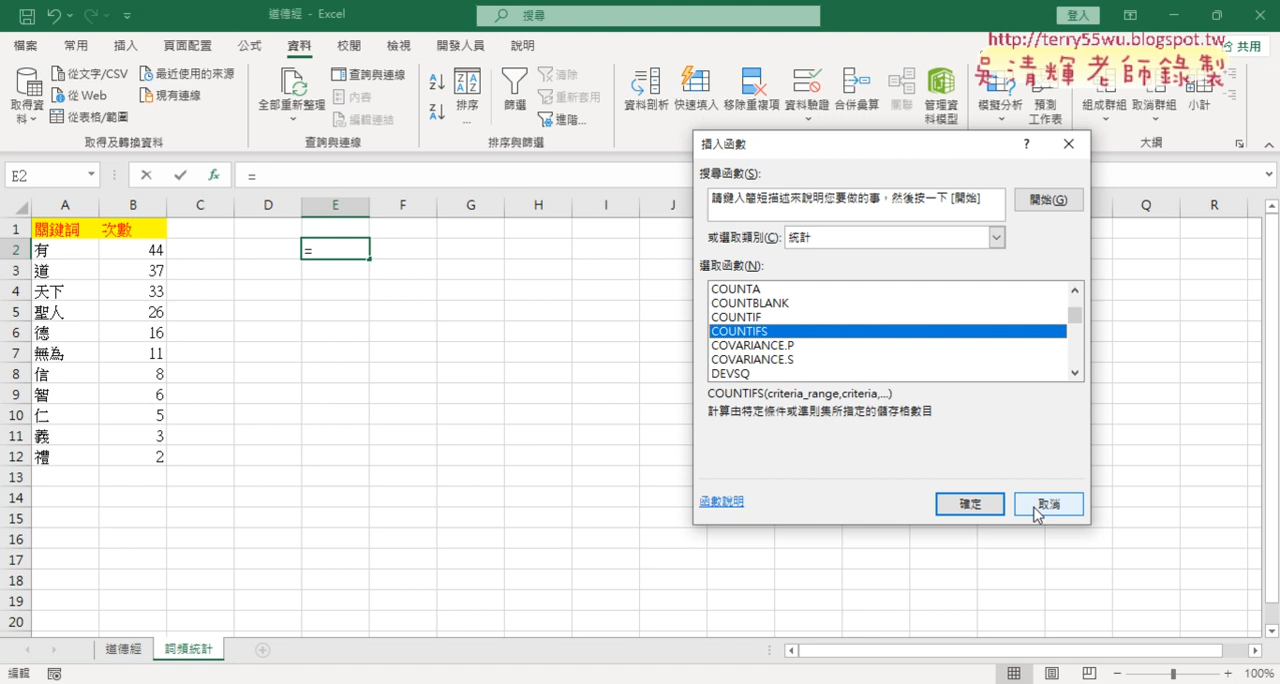 道德經 - Excel
搜尋
登入
http://terry55wu.blogspot.tw
吳清輝老師錄製
檔案 常用 插入 頁面配置 公式 資料 校閱 檢視 開發人員 說明
共用
取得資料
從文字/CSV
從 Web
從表格/範圍
最近使用的來源
現有連線
取得及轉換資料
全部重新整理
查詢與連線
內容
編輯連結
查詢與連線
排序
篩選
清除
重新套用
進階...
排序與篩選
資料剖析
快速填入
移除重複項
資料驗證
合併彙算
關聯圖
管理資料模型
模擬分析
預測工作表
組成群組
取消群組
小計
大綱
E2
fx
=
A B C D E F G H I J Q R
1 關鍵詞 次數
2 有 44 =
3 道 37
4 天下 33
5 聖人 26
6 德 16
7 無為 11
8 信 8
9 智 6
10 仁 5
11 義 3
12 禮 2
13
14
15
16
17
18
19
20
插入函數
?
搜尋函數(S):
請鍵入簡短描述來說明您要做的事，然後按一下 [開始]
開始(G)
或選取類別(C): 統計
選取函數(N):
COUNTA
COUNTBLANK
COUNTIF
COUNTIFS
COVARIANCE.P
COVARIANCE.S
DEVSQ
COUNTIFS(criteria_range,criteria,...)
計算由特定條件或準則集所指定的儲存格數目
函數說明
確定
取消
道德經 詞頻統計
編輯
100%